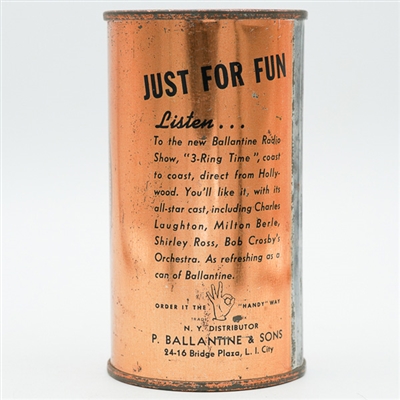 JUST FOR FUN
Listen...
To the new Ballantine Radio
Show, "3-Ring Time", coast
to coast, direct from Holly-
wood. You'll like it, with its
all-star cast, including Charles
Laughton, Milton Berle,
Shirley Ross, Bob Crosby's
Orchestra. As refreshing as a
can of Ballantine.
ORDER IT THE "HANDY" WAY
TRADE
N. Y. DISTRIBUTOR
P. BALLANTINE & SONS
24-16 Bridge Plaza, L. I. City